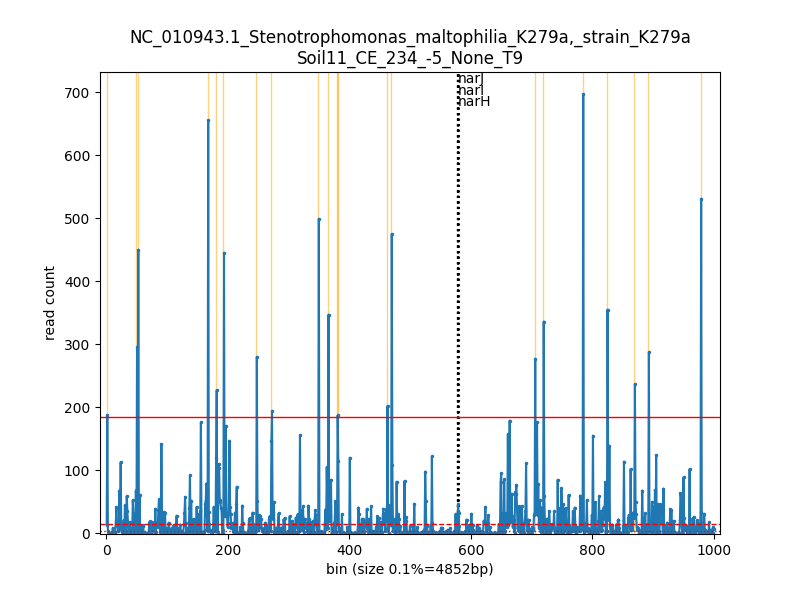 NC_010943.1_Stenotrophomonas_maltophilia_K279a,_strain_K279a
Soil11_CE_234_-5_None_T9
narJ
narI
narH
700
600
500
400
300
200
100
0
read count
0 200 400 600 800 1000
bin (size 0.1%=4852bp)